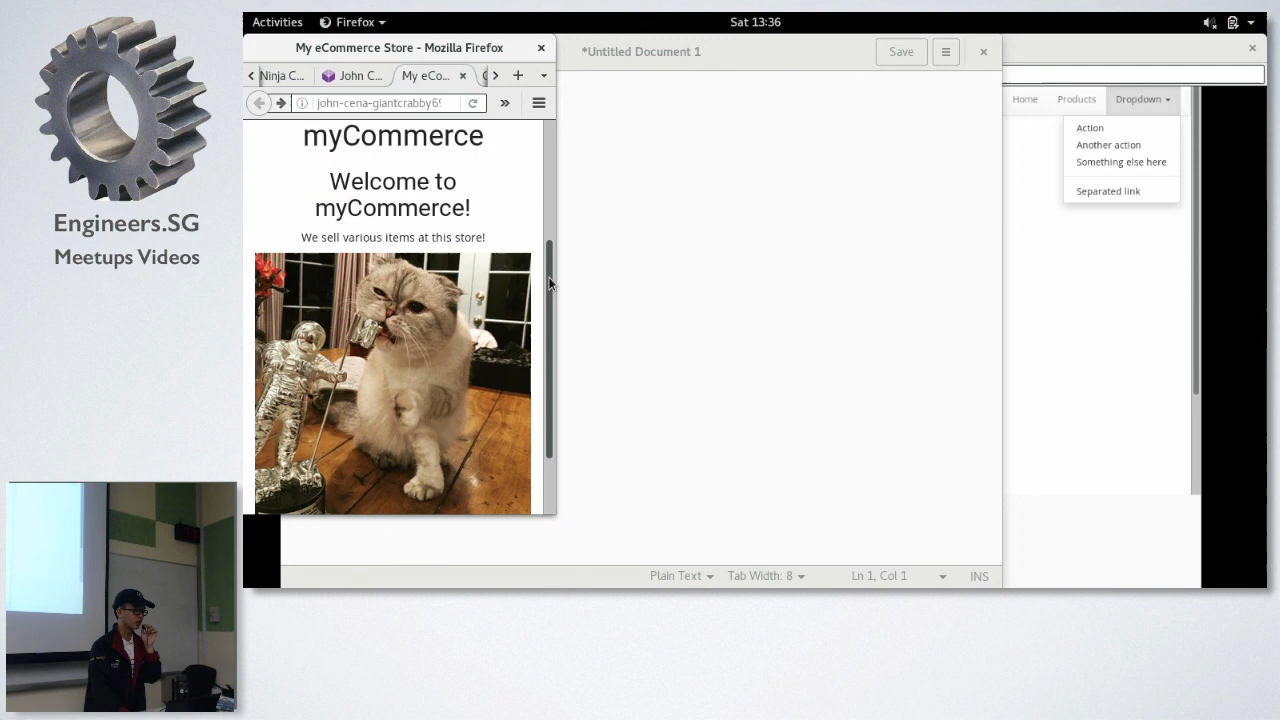 Engineers.SG
Meetups Videos
Activities
Firefox
Sat 13:36
My eCommerce Store - Mozilla Firefox
Ninja C...
John C...
My eCo...
john-cena-giantcrabby69
myCommerce
Welcome to
myCommerce!
We sell various items at this store!
*Untitled Document 1
Save
Home
Products
Dropdown
Action
Another action
Something else here
Separated link
Plain Text
Tab Width: 8
Ln 1, Col 1
INS